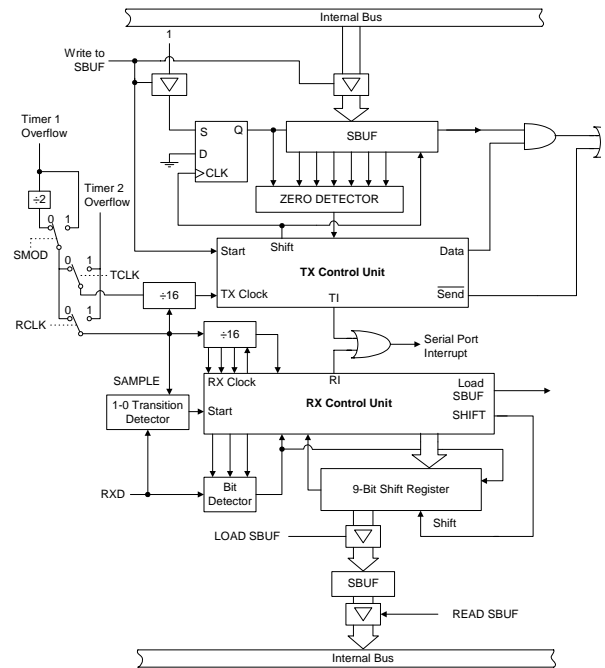 Internal Bus
1
Write to
SBUF
S
Q
D
CLK
SBUF
Timer 1
Overflow
÷2
Timer 2
Overflow
0 1
SMOD
ZERO DETECTOR
Shift
Start
Data
TX Control Unit
TX Clock
TI
Send
0 1
TCLK
÷16
0 1
RCLK
÷16
Serial Port
Interrupt
SAMPLE
1-0 Transition
Detector
RX Clock
RI
Load
SBUF
Start
RX Control Unit
SHIFT
RXD
Bit
Detector
9-Bit Shift Register
Shift
LOAD SBUF
SBUF
READ SBUF
Internal Bus